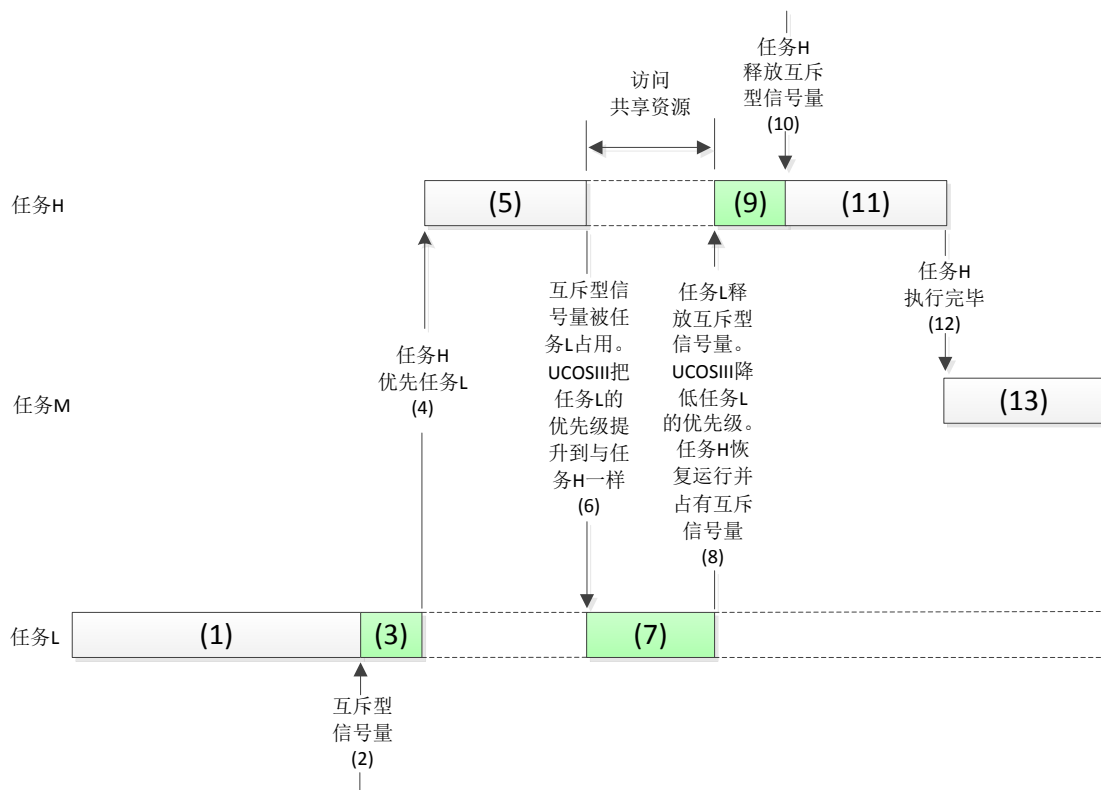 任务H
释放互斥
型信号量
(10)
访问
共享资源
任务H
(5)
(9)
(11)
互斥型信
号量被任
务L占用。
UCOSIII把
任务L的
优先级提
升到与任
务H一样
(6)
任务L释
放互斥型
信号量。
UCOSIII降
低任务L
的优先级。
任务H恢
复运行并
占有互斥
信号量
(8)
任务H
执行完毕
(12)
任务H
优先任务L
(4)
任务M
(13)
任务L
(1)
(3)
(7)
互斥型
信号量
(2)